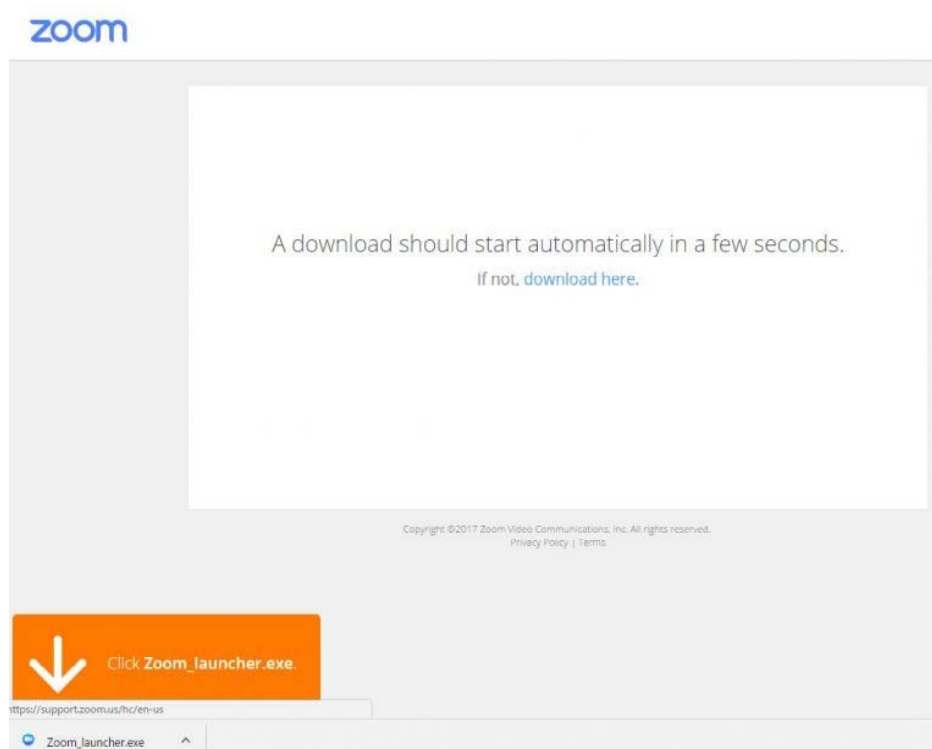 zoom
A download should start automatically in a few seconds.
If not, download here.
Copyright ©2017 Zoom Video Communications, Inc. All rights reserved.
Privacy Policy | Terms
Click Zoom_launcher.exe.
https://support.zoom.us/hc/en-us
Zoom_launcher.exe